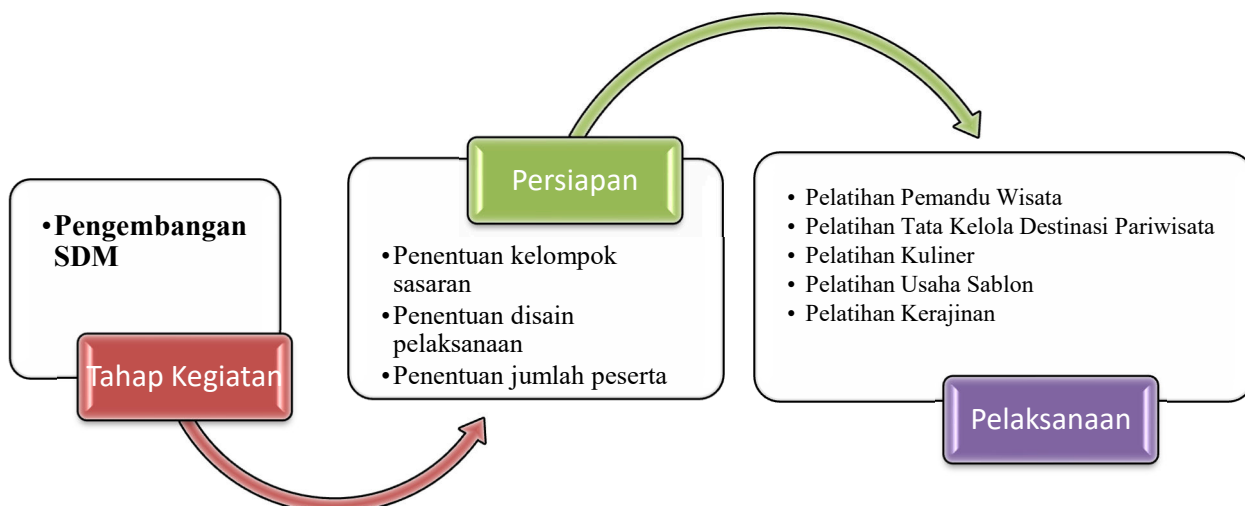 •Pengembangan
SDM
Tahap Kegiatan
Persiapan
•Penentuan kelompok
sasaran
•Penentuan disain
pelaksanaan
•Penentuan jumlah peserta
• Pelatihan Pemandu Wisata
• Pelatihan Tata Kelola Destinasi Pariwisata
• Pelatihan Kuliner
• Pelatihan Usaha Sablon
• Pelatihan Kerajinan
Pelaksanaan